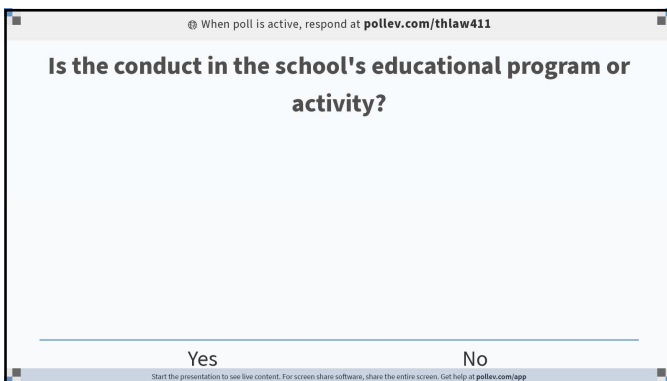 When poll is active, respond at pollev.com/thlaw411
Is the conduct in the school's educational program or
activity?
Yes No
Start the presentation to see live content. For screen share software, share the entire screen. Get help at pollev.com/app